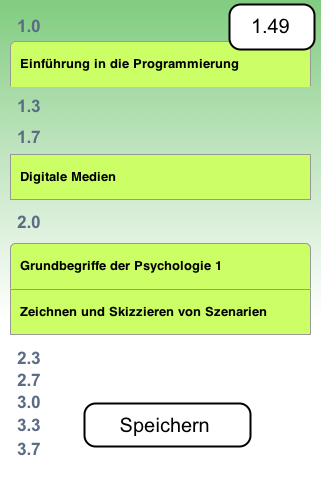 1.0
1.49
Einführung in die Programmierung
1.3
1.7
Digitale Medien
2.0
Grundbegriffe der Psychologie 1
Zeichnen und Skizzieren von Szenarien
2.3
2.7
3.0
3.3
Speichern
3.7